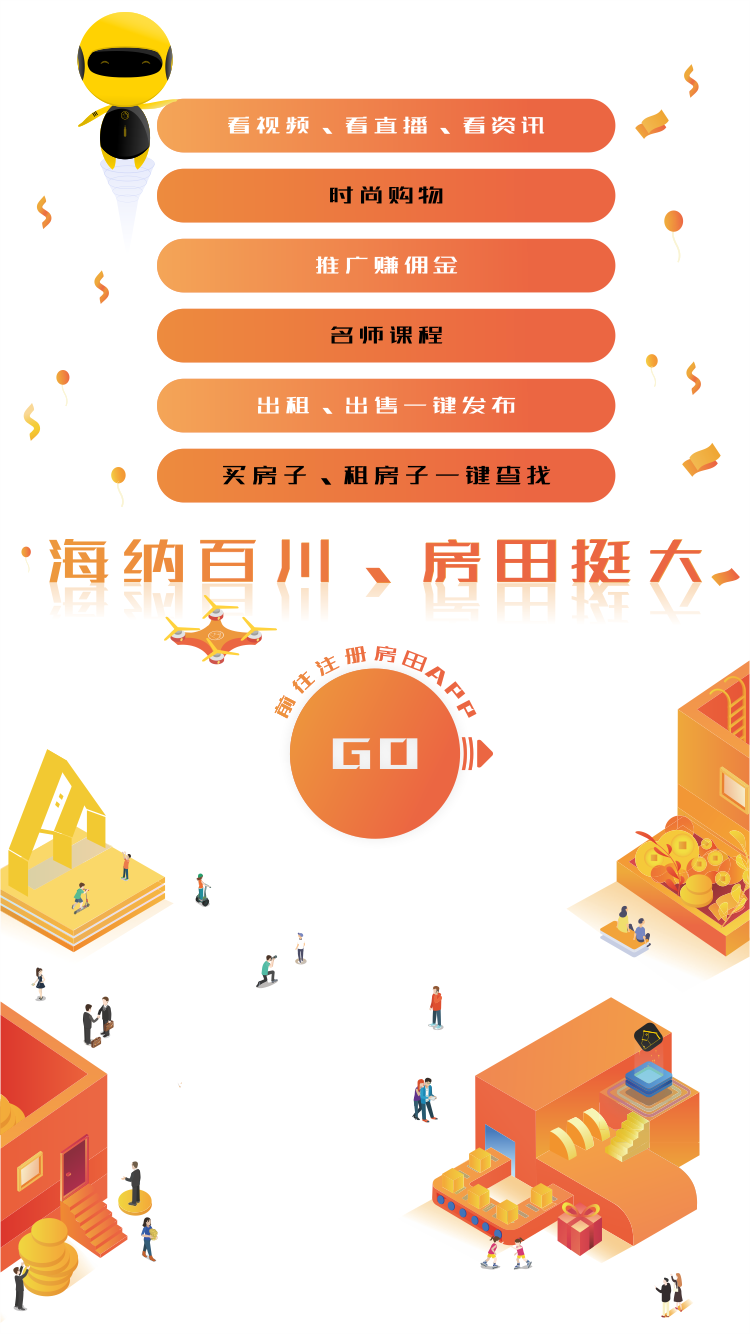 看视频、看直播、看资讯
时尚购物
推广赚佣金
名师课程
出租、出售一键发布
买房子、租房子一键查找
海纳百川、房田挺大
前往注册房田APP
GO